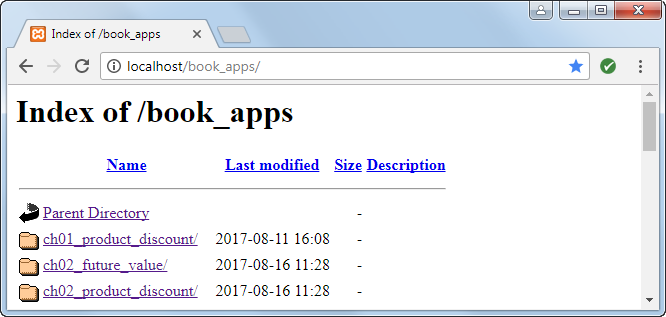 Index of /book_apps
localhost/book_apps/
Index of /book_apps
Name Last modified Size Description
Parent Directory -
ch01_product_discount/ 2017-08-11 16:08 -
ch02_future_value/ 2017-08-16 11:28 -
ch02_product_discount/ 2017-08-16 11:28 -